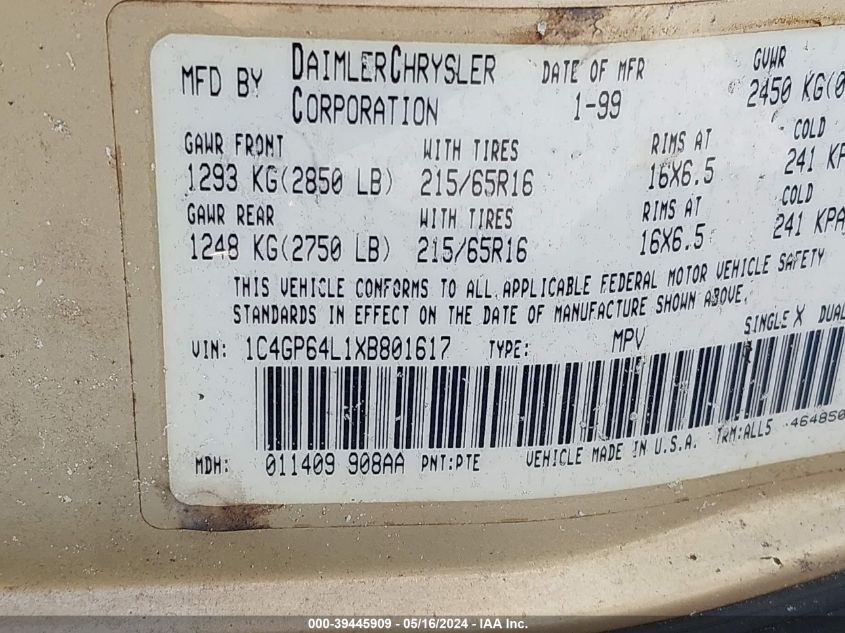 MFD BY DAIMLERCHRYSLER CORPORATION DATE OF MFR 1-99 GVWR 2450 KG(0
GAWR FRONT WITH TIRES RIMS AT COLD
1293 KG(2850 LB) 215/65R16 16X6.5 241 KP
GAWR REAR WITH TIRES RIMS AT COLD
1248 KG(2750 LB) 215/65R16 16X6.5 241 KPA
THIS VEHICLE CONFORMS TO ALL APPLICABLE FEDERAL MOTOR VEHICLE SAFETY
STANDARDS IN EFFECT ON THE DATE OF MANUFACTURE SHOWN ABOVE.
VIN: 1C4GP64L1XB801617 TYPE: MPV SINGLE X DUAL
MDH: 011409 908AA PNT:PTE VEHICLE MADE IN U.S.A. TRM:ALL5 464850
000-39445909 - 05/16/2024 - IAA Inc.